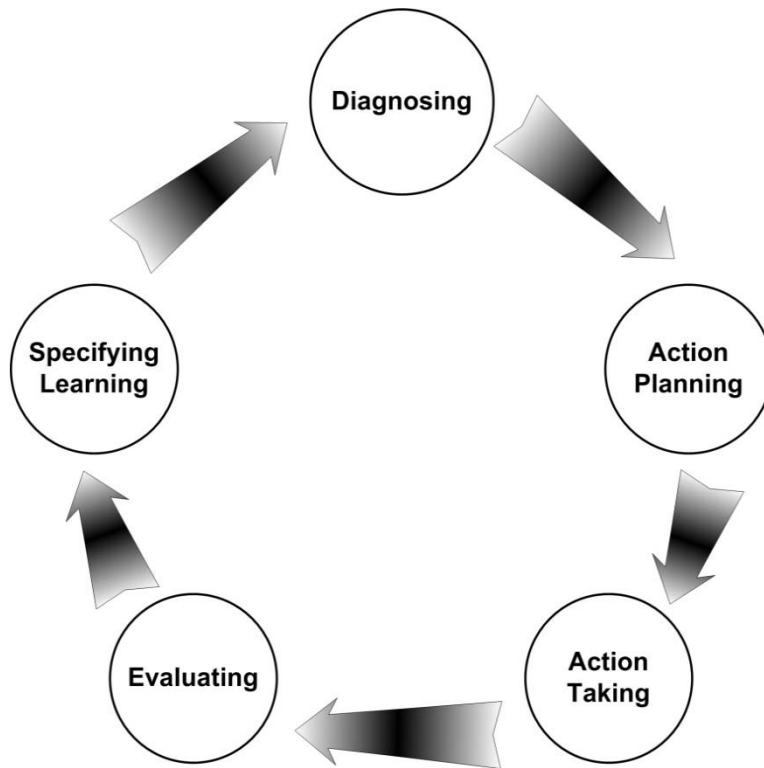 Diagnosing
Action
Planning
Action
Taking
Evaluating
Specifying
Learning